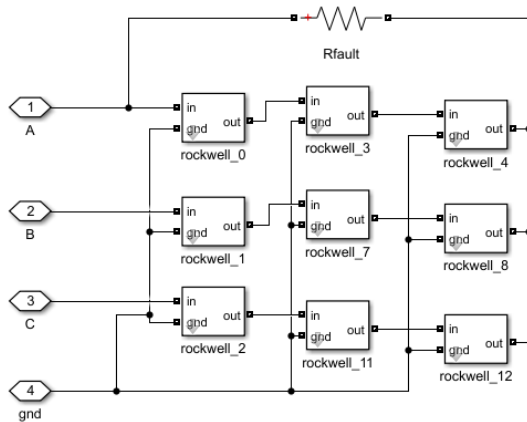 Rfault
1
A
in
gnd
out
rockwell_0
in
gnd
out
rockwell_3
in
gnd
out
rockwell_4
2
B
in
gnd
out
rockwell_1
in
gnd
out
rockwell_7
in
gnd
out
rockwell_8
3
C
in
gnd
out
rockwell_2
in
gnd
out
rockwell_11
in
gnd
out
rockwell_12
4
gnd